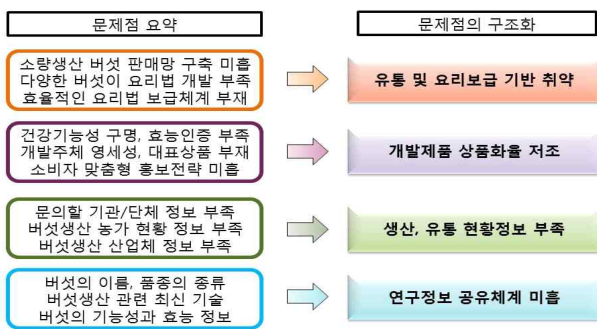 문제점 요약
문제점의 구조화
소량생산 버섯 판매망 구축 미흡
다양한 버섯이 요리법 개발 부족
효율적인 요리법 보급체계 부재
유통 및 요리보급 기반 취약
건강기능성 구명, 효능인증 부족
개발주체 영세성, 대표상품 부재
소비자 맞춤형 홍보전략 미흡
개발제품 상품화율 저조
문의할 기관/단체 정보 부족
버섯생산 농가 현황 정보 부족
버섯생산 산업체 정보 부족
생산, 유통 현황정보 부족
버섯의 이름, 품종의 종류
버섯생산 관련 최신 기술
버섯의 기능성과 효능 정보
연구정보 공유체계 미흡